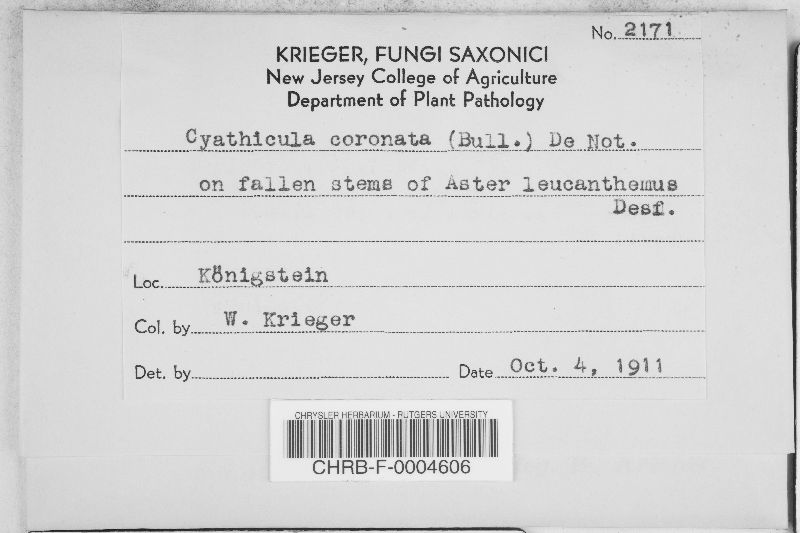 No. 2171
KRIEGER, FUNGI SAXONICI
New Jersey College of Agriculture
Department of Plant Pathology
Cyathicula coronata (Bull.) De Not.
on fallen stems of Aster leucanthemus
Desf.
Loc. Königstein
Col. by W. Krieger
Det. by
Date Oct. 4, 1911
CHRYSLER HERBARIUM - RUTGERS UNIVERSITY
CHRB-F-0004606